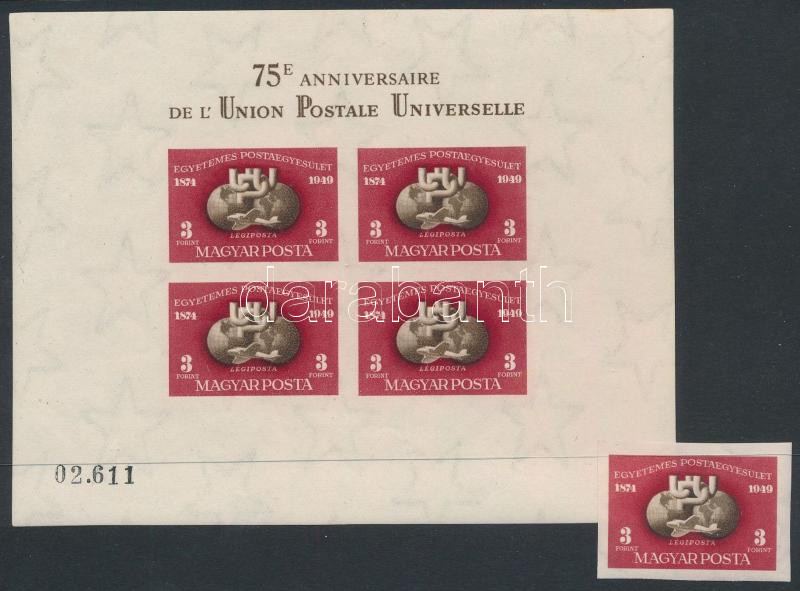 75E ANNIVERSAIRE
DE L' UNION POSTALE UNIVERSELLE
EGYETEMES POSTAEGYESÜLET
1874 1949
LÉGIPOSTA
3 3
FORINT FORINT
MAGYAR POSTA
EGYETEMES POSTAEGYESÜLET
1874 1949
LÉGIPOSTA
3 3
FORINT FORINT
MAGYAR POSTA
EGYETEMES POSTAEGYESÜLET
1874 1949
LÉGIPOSTA
3 3
FORINT FORINT
MAGYAR POSTA
EGYETEMES POSTAEGYESÜLET
1874 1949
LÉGIPOSTA
3 3
FORINT FORINT
MAGYAR POSTA
darabanth
02.611
EGYETEMES POSTAEGYESÜLET
1874 1949
LÉGIPOSTA
3 3
FORINT FORINT
MAGYAR POSTA